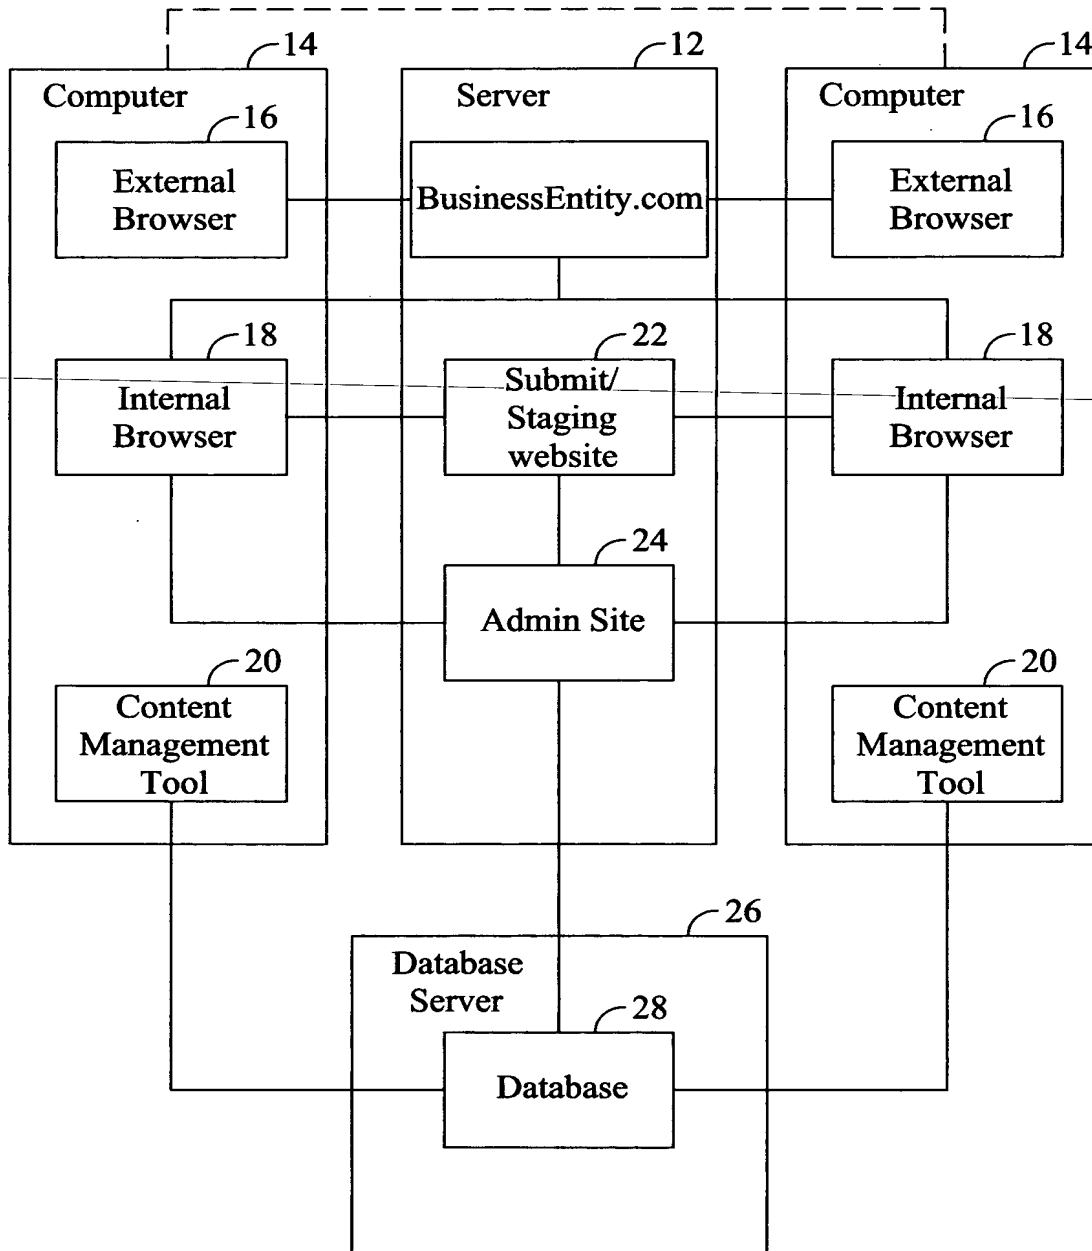 14
12
14
Computer
Server
Computer
16
16
External
Browser
BusinessEntity.com
External
Browser
18
22
18
Internal
Browser
Submit/
Staging
website
Internal
Browser
24
Admin Site
20
20
Content
Management
Tool
Content
Management
Tool
26
Database
Server
28
Database